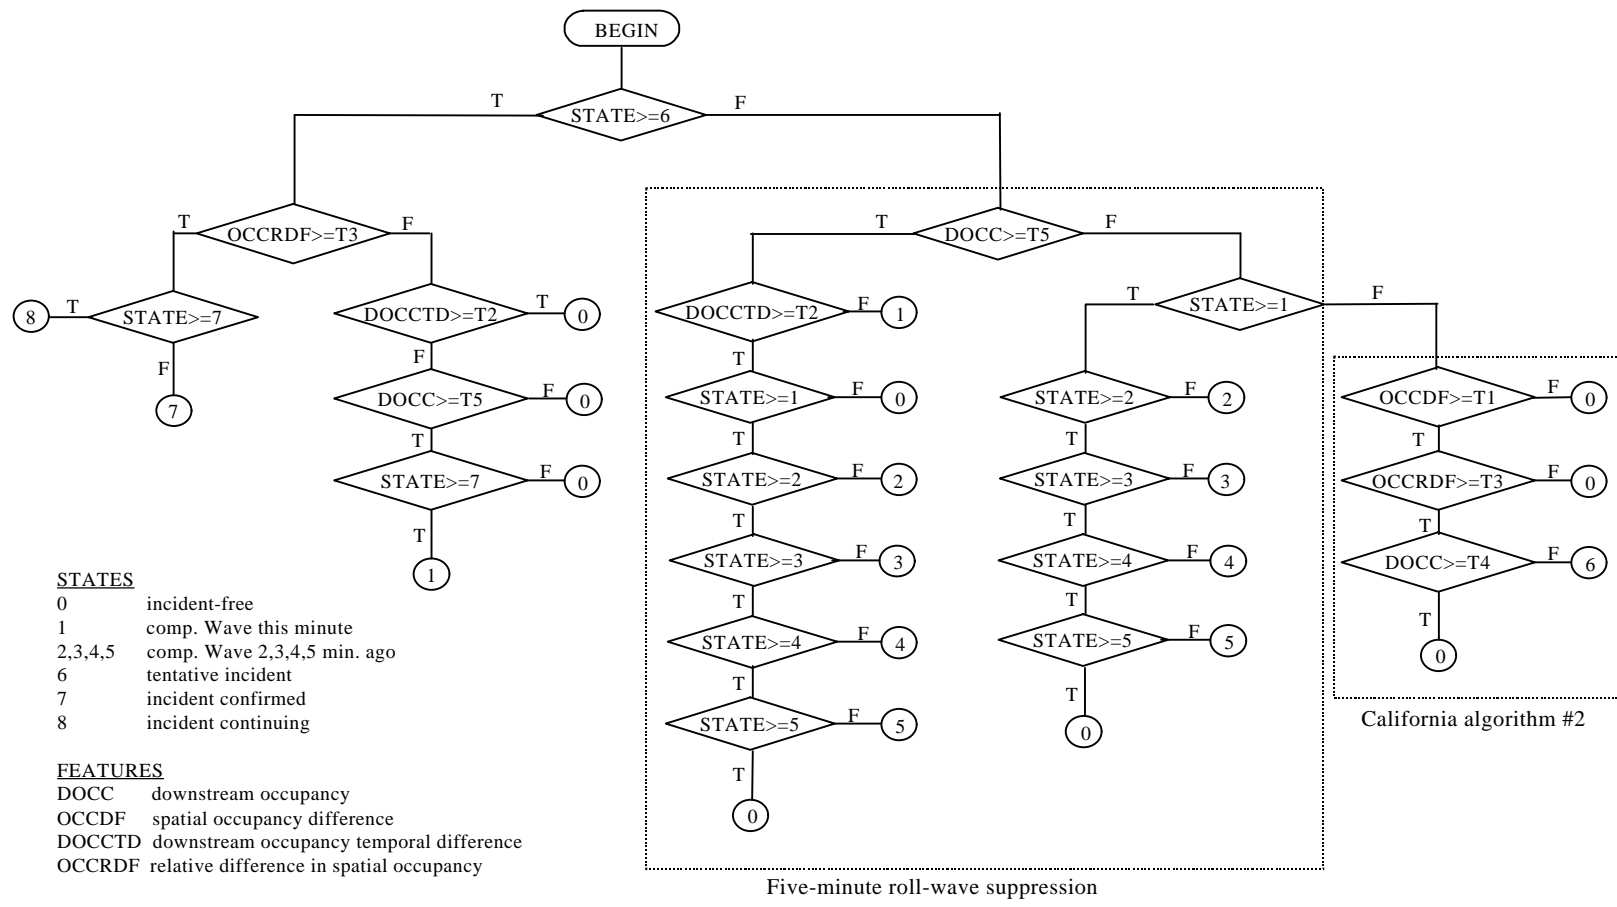 BEGIN
T
STATE>=6
F
T
OCCRDF>=T3
F
T
DOCC>=T5
F
8
T
STATE>=7
F
7
DOCCTD>=T2
T
0
F
DOCC>=T5
F
0
T
STATE>=7
F
0
T
1
DOCCTD>=T2
F
1
T
STATE>=1
F
0
T
STATE>=2
F
2
T
STATE>=3
F
3
T
STATE>=4
F
4
T
STATE>=5
F
5
T
0
T
STATE>=1
F
STATE>=2
F
2
T
STATE>=3
F
3
T
STATE>=4
F
4
T
STATE>=5
F
5
T
0
OCCDF>=T1
F
0
T
OCCRDF>=T3
F
0
T
DOCC>=T4
F
6
T
0
California algorithm #2
Five-minute roll-wave suppression
STATES
0 incident-free
1 comp. Wave this minute
2,3,4,5 comp. Wave 2,3,4,5 min. ago
6 tentative incident
7 incident confirmed
8 incident continuing
FEATURES
DOCC downstream occupancy
OCCDF spatial occupancy difference
DOCCTD downstream occupancy temporal difference
OCCRDF relative difference in spatial occupancy